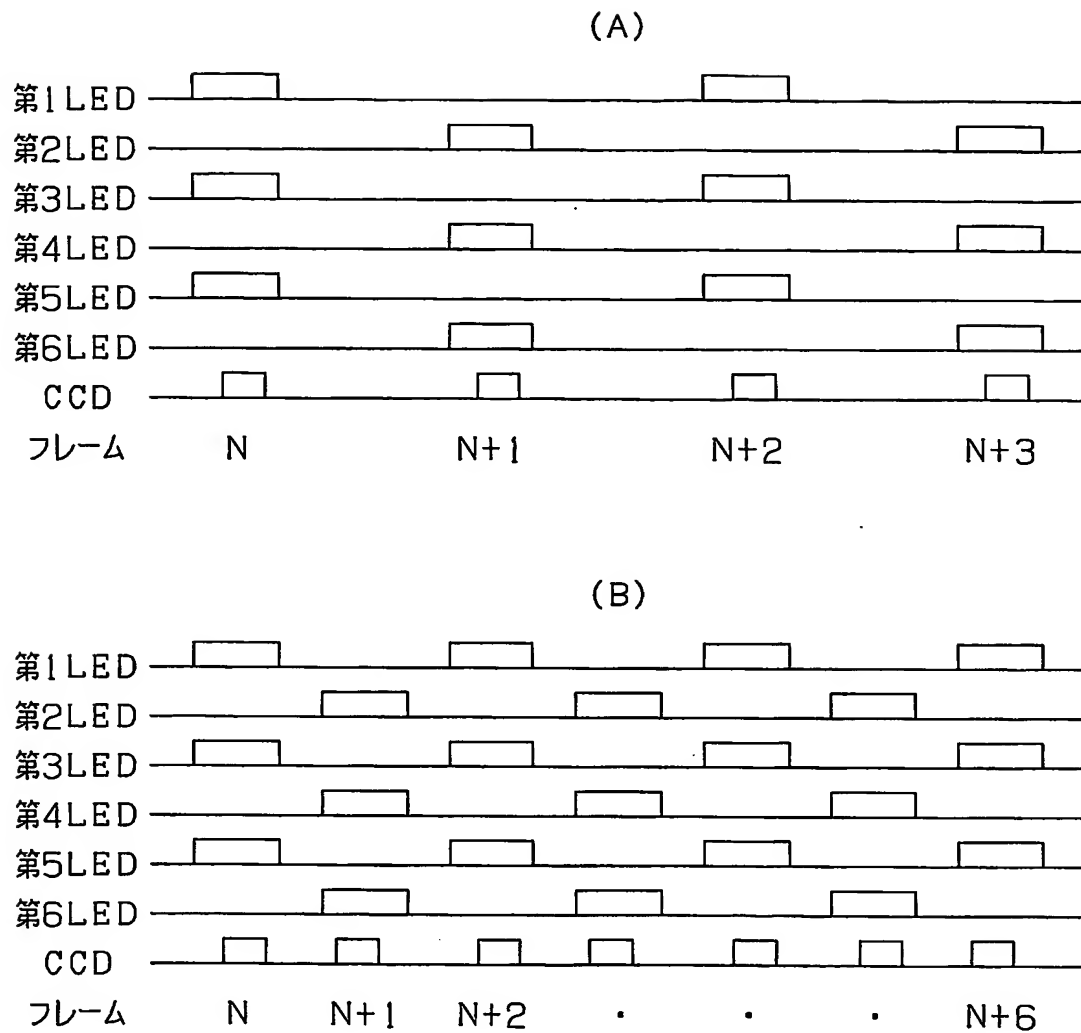 (A)
第1LED
第2LED
第3LED
第4LED
第5LED
第6LED
CCD
フレーム N N+1 N+2 N+3
(B)
第1LED
第2LED
第3LED
第4LED
第5LED
第6LED
CCD
フレーム N N+1 N+2 ・ ・ ・ N+6